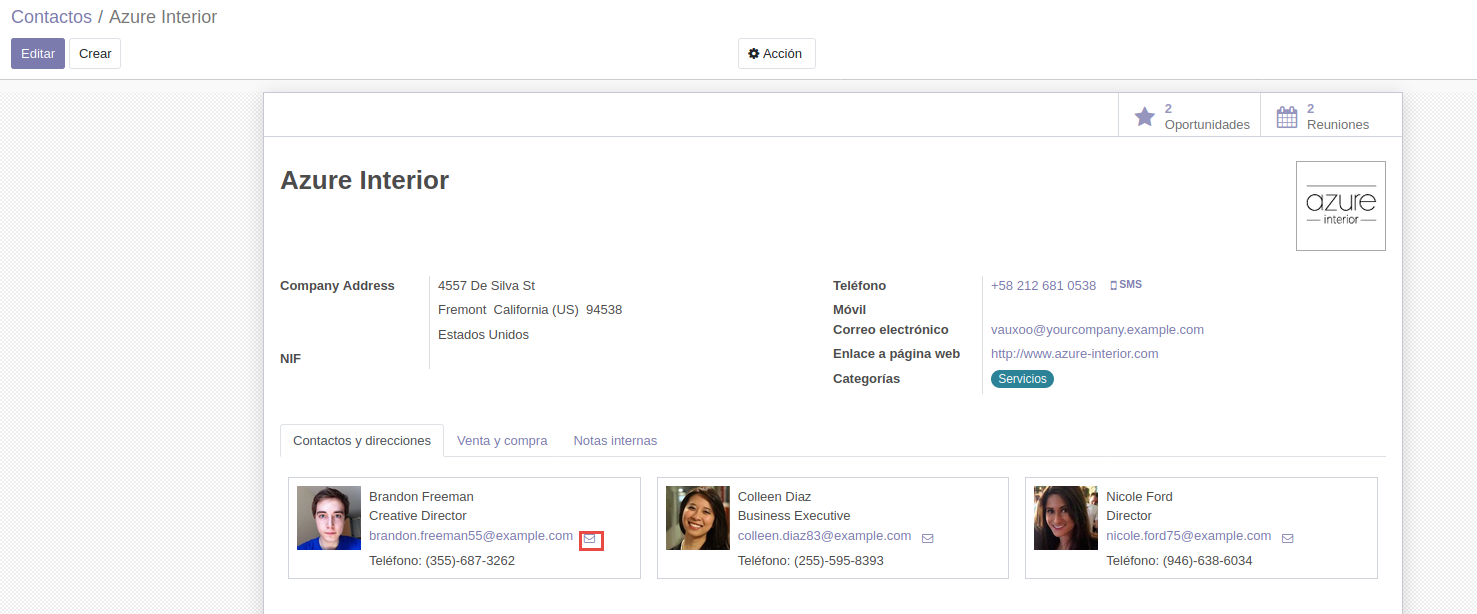 Contactos / Azure Interior
Editar Crear Acción
2
Oportunidades
2
Reuniones
Azure Interior
azure
interior
Company Address
4557 De Silva St
Fremont California (US) 94538
Estados Unidos
NIF
Teléfono +58 212 681 0538 SMS
Móvil
Correo electrónico vauxoo@yourcompany.example.com
Enlace a página web http://www.azure-interior.com
Categorías Servicios
Contactos y direcciones Venta y compra Notas internas
Brandon Freeman
Creative Director
brandon.freeman55@example.com
Teléfono: (355)-687-3262
Colleen Diaz
Business Executive
colleen.diaz83@example.com
Teléfono: (255)-595-8393
Nicole Ford
Director
nicole.ford75@example.com
Teléfono: (946)-638-6034